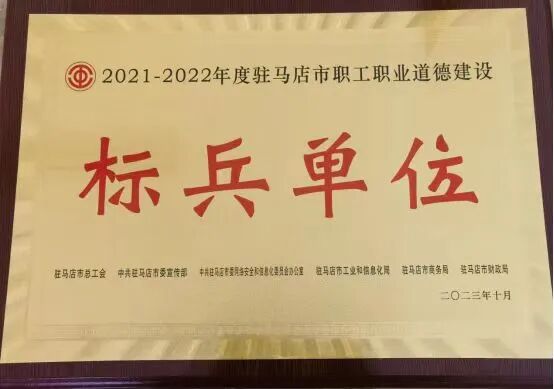 2021-2022年度驻马店市职工职业道德建设
标兵单位
驻马店市总工会 中共驻马店市委宣传部 中共驻马店市委网络安全和信息化委员会办公室 驻马店市工业和信息化局 驻马店市商务局 驻马店市财政局
二〇二三年十月